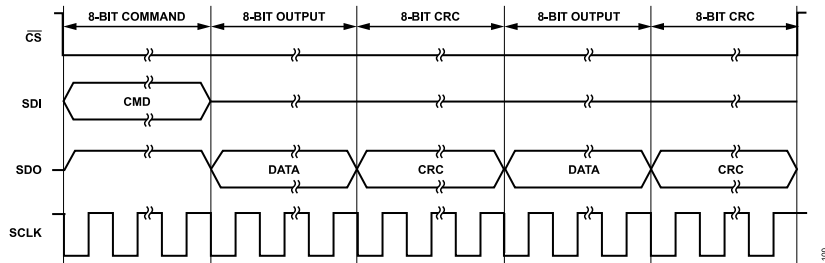 8-BIT COMMAND 8-BIT OUTPUT 8-BIT CRC 8-BIT OUTPUT 8-BIT CRC
CS
SDI CMD
SDO DATA CRC DATA CRC
SCLK